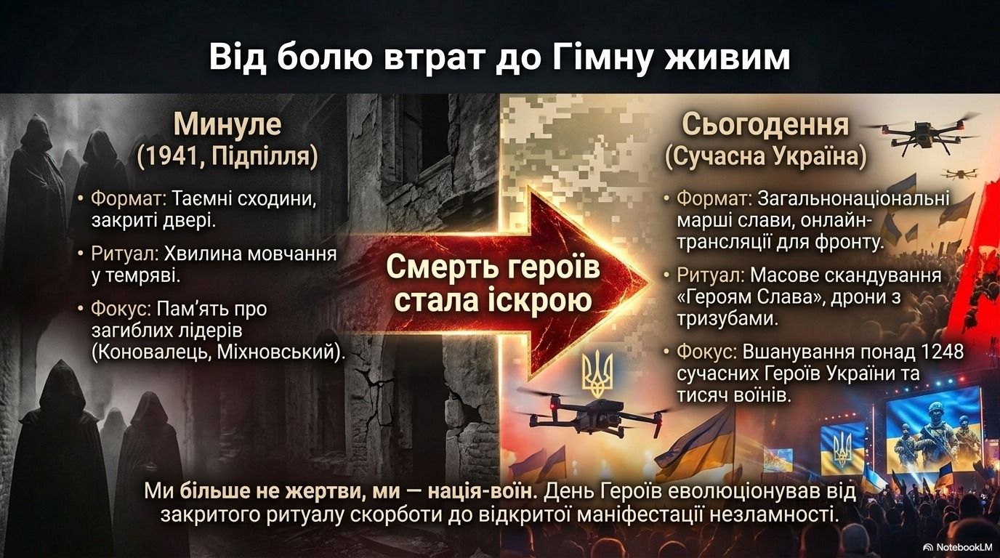 Від болю втрат до Гімну живим
Минуле
(1941, Підпілля)
• Формат: Таємні сходини,
закриті двері.
• Ритуал: Хвилина мовчання
у темряві.
• Фокус: Пам’ять про
загиблих лідерів
(Коновалець, Міхновський).
Смерть героїв
стала іскрою
Сьогодення
(Сучасна Україна)
• Формат: Загальнонаціональні
марші слави, онлайн-
трансляції для фронту.
• Ритуал: Масове скандування
«Героям Слава», дрони з
тризубами.
• Фокус: Вшанування понад 1248
сучасних Героїв України та
тисяч воїнів.
Ми більше не жертви, ми — нація-воїн. День Героїв еволюціонував від
закритого ритуалу скорботи до відкритої маніфестації незламності.
NotebookLM